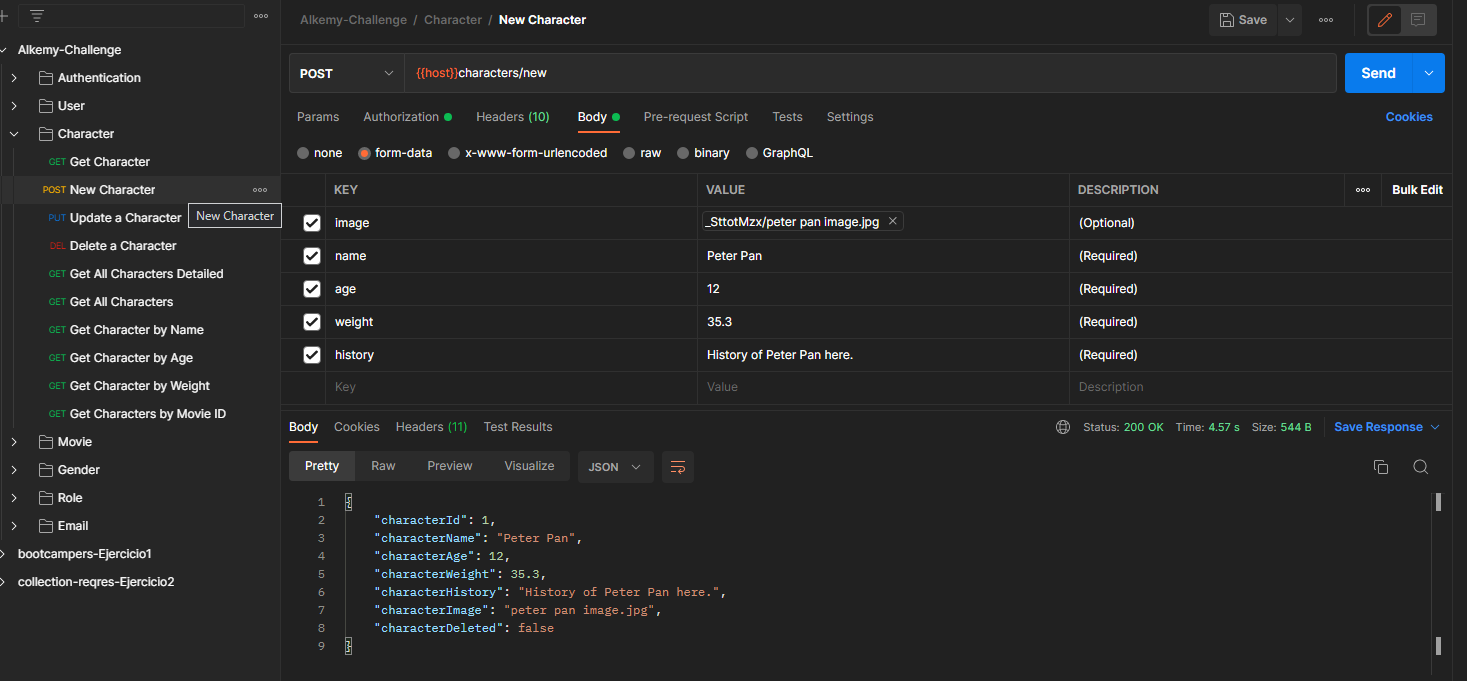 Alkemy-Challenge
Authentication
User
Character
GET Get Character
POST New Character
PUT Update a Character
New Character
DEL Delete a Character
GET Get All Characters Detailed
GET Get All Characters
GET Get Character by Name
GET Get Character by Age
GET Get Character by Weight
GET Get Characters by Movie ID
Movie
Gender
Role
Email
bootcampers-Ejercicio1
collection-reqres-Ejercicio2
Alkemy-Challenge / Character / New Character
Save
POST {{host}}characters/new
Send
Params Authorization Headers (10) Body Pre-request Script Tests Settings Cookies
none form-data x-www-form-urlencoded raw binary GraphQL
KEY VALUE DESCRIPTION Bulk Edit
image _SttotMzx/peter pan image.jpg (Optional)
name Peter Pan (Required)
age 12 (Required)
weight 35.3 (Required)
history History of Peter Pan here. (Required)
Key Value Description
Body Cookies Headers (11) Test Results Status: 200 OK Time: 4.57 s Size: 544 B Save Response
Pretty Raw Preview Visualize JSON
1 {
2 "characterId": 1,
3 "characterName": "Peter Pan",
4 "characterAge": 12,
5 "characterWeight": 35.3,
6 "characterHistory": "History of Peter Pan here.",
7 "characterImage": "peter pan image.jpg",
8 "characterDeleted": false
9 }